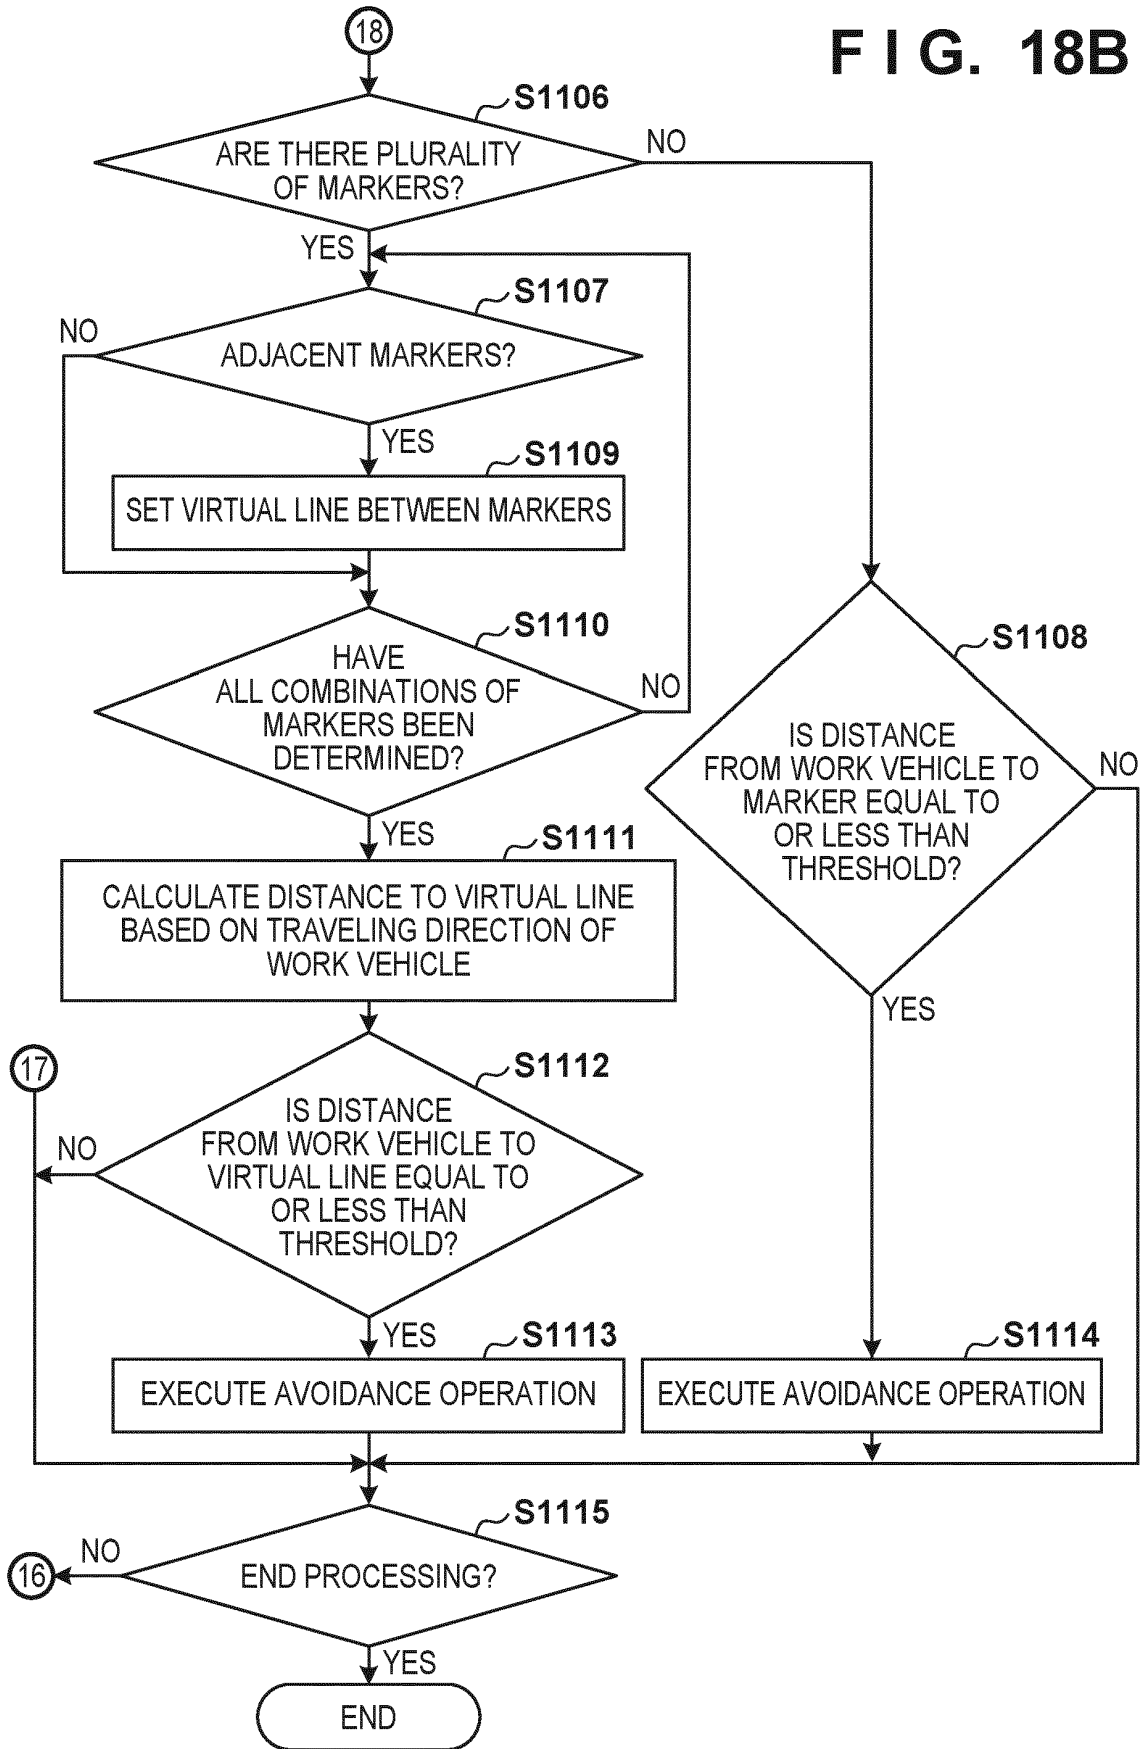 FIG. 18B
18
S1106
ARE THERE PLURALITY
OF MARKERS?
NO
YES
S1107
NO
ADJACENT MARKERS?
YES
S1109
SET VIRTUAL LINE BETWEEN MARKERS
S1110
HAVE
ALL COMBINATIONS OF
MARKERS BEEN
DETERMINED?
NO
YES
S1108
IS DISTANCE
FROM WORK VEHICLE TO
MARKER EQUAL TO
OR LESS THAN
THRESHOLD?
NO
YES
S1111
CALCULATE DISTANCE TO VIRTUAL LINE
BASED ON TRAVELING DIRECTION OF
WORK VEHICLE
17
S1112
NO
IS DISTANCE
FROM WORK VEHICLE TO
VIRTUAL LINE EQUAL TO
OR LESS THAN
THRESHOLD?
YES
S1113
EXECUTE AVOIDANCE OPERATION
S1114
EXECUTE AVOIDANCE OPERATION
S1115
16
NO
END PROCESSING?
YES
END